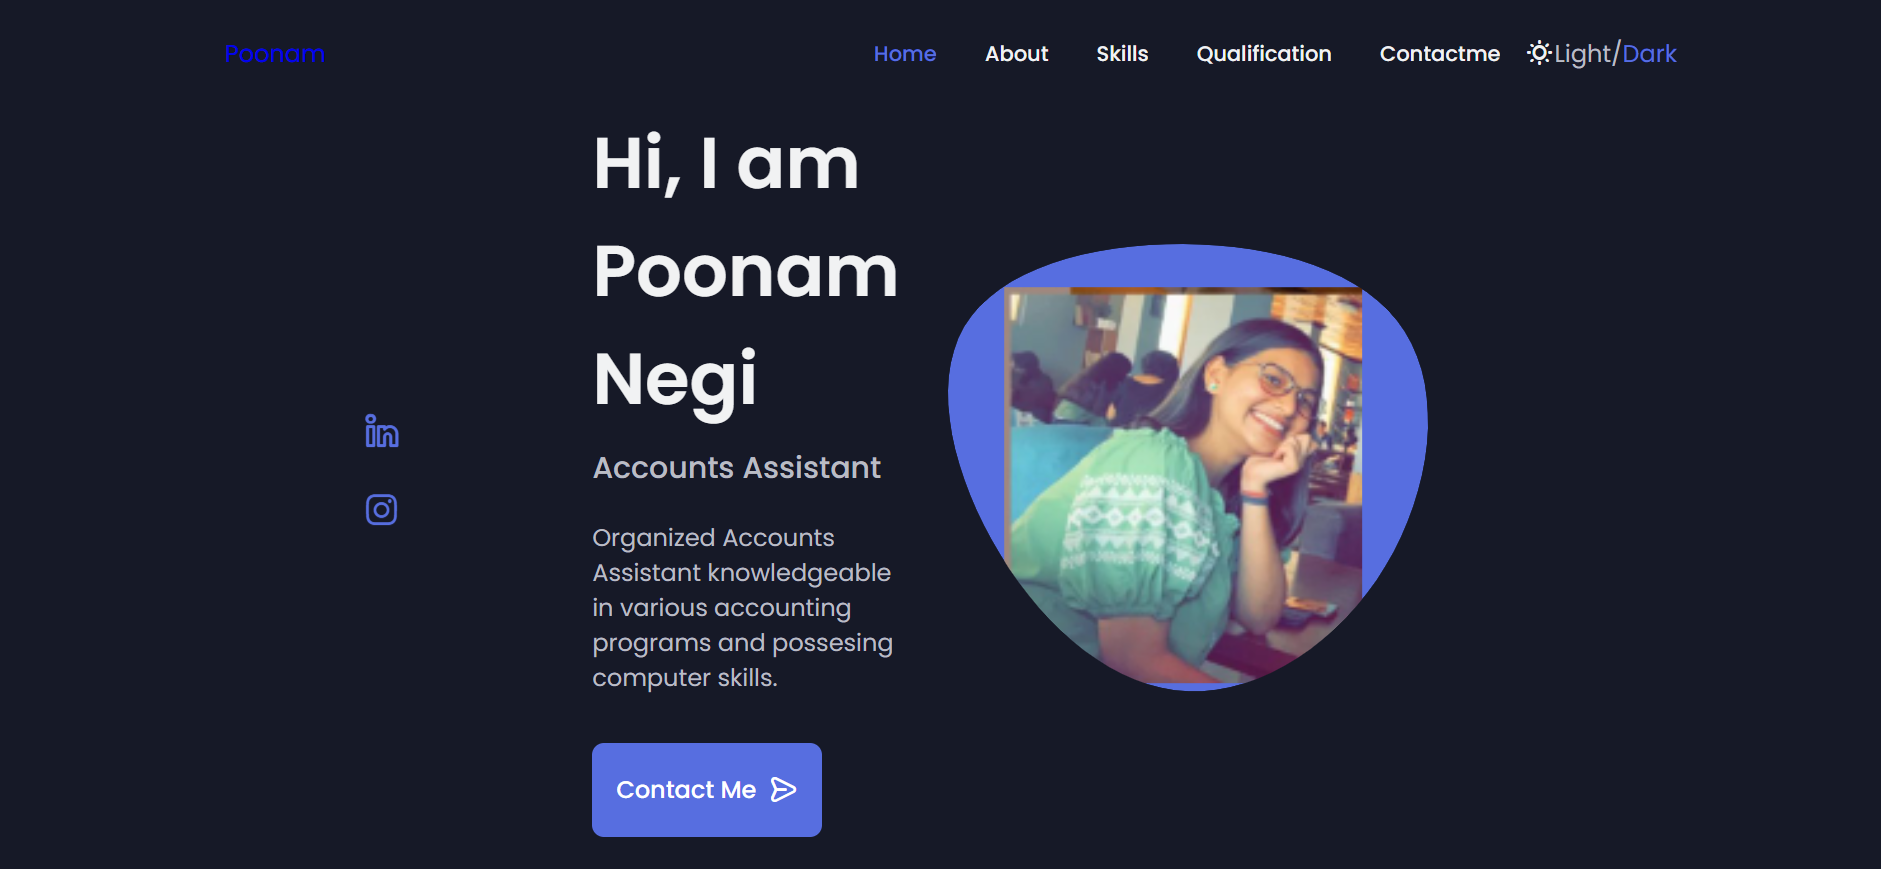 Poonam
Home About Skills Qualification Contactme Light/Dark
Hi, I am
Poonam
Negi
Accounts Assistant
Organized Accounts
Assistant knowledgeable
in various accounting
programs and possesing
computer skills.
Contact Me